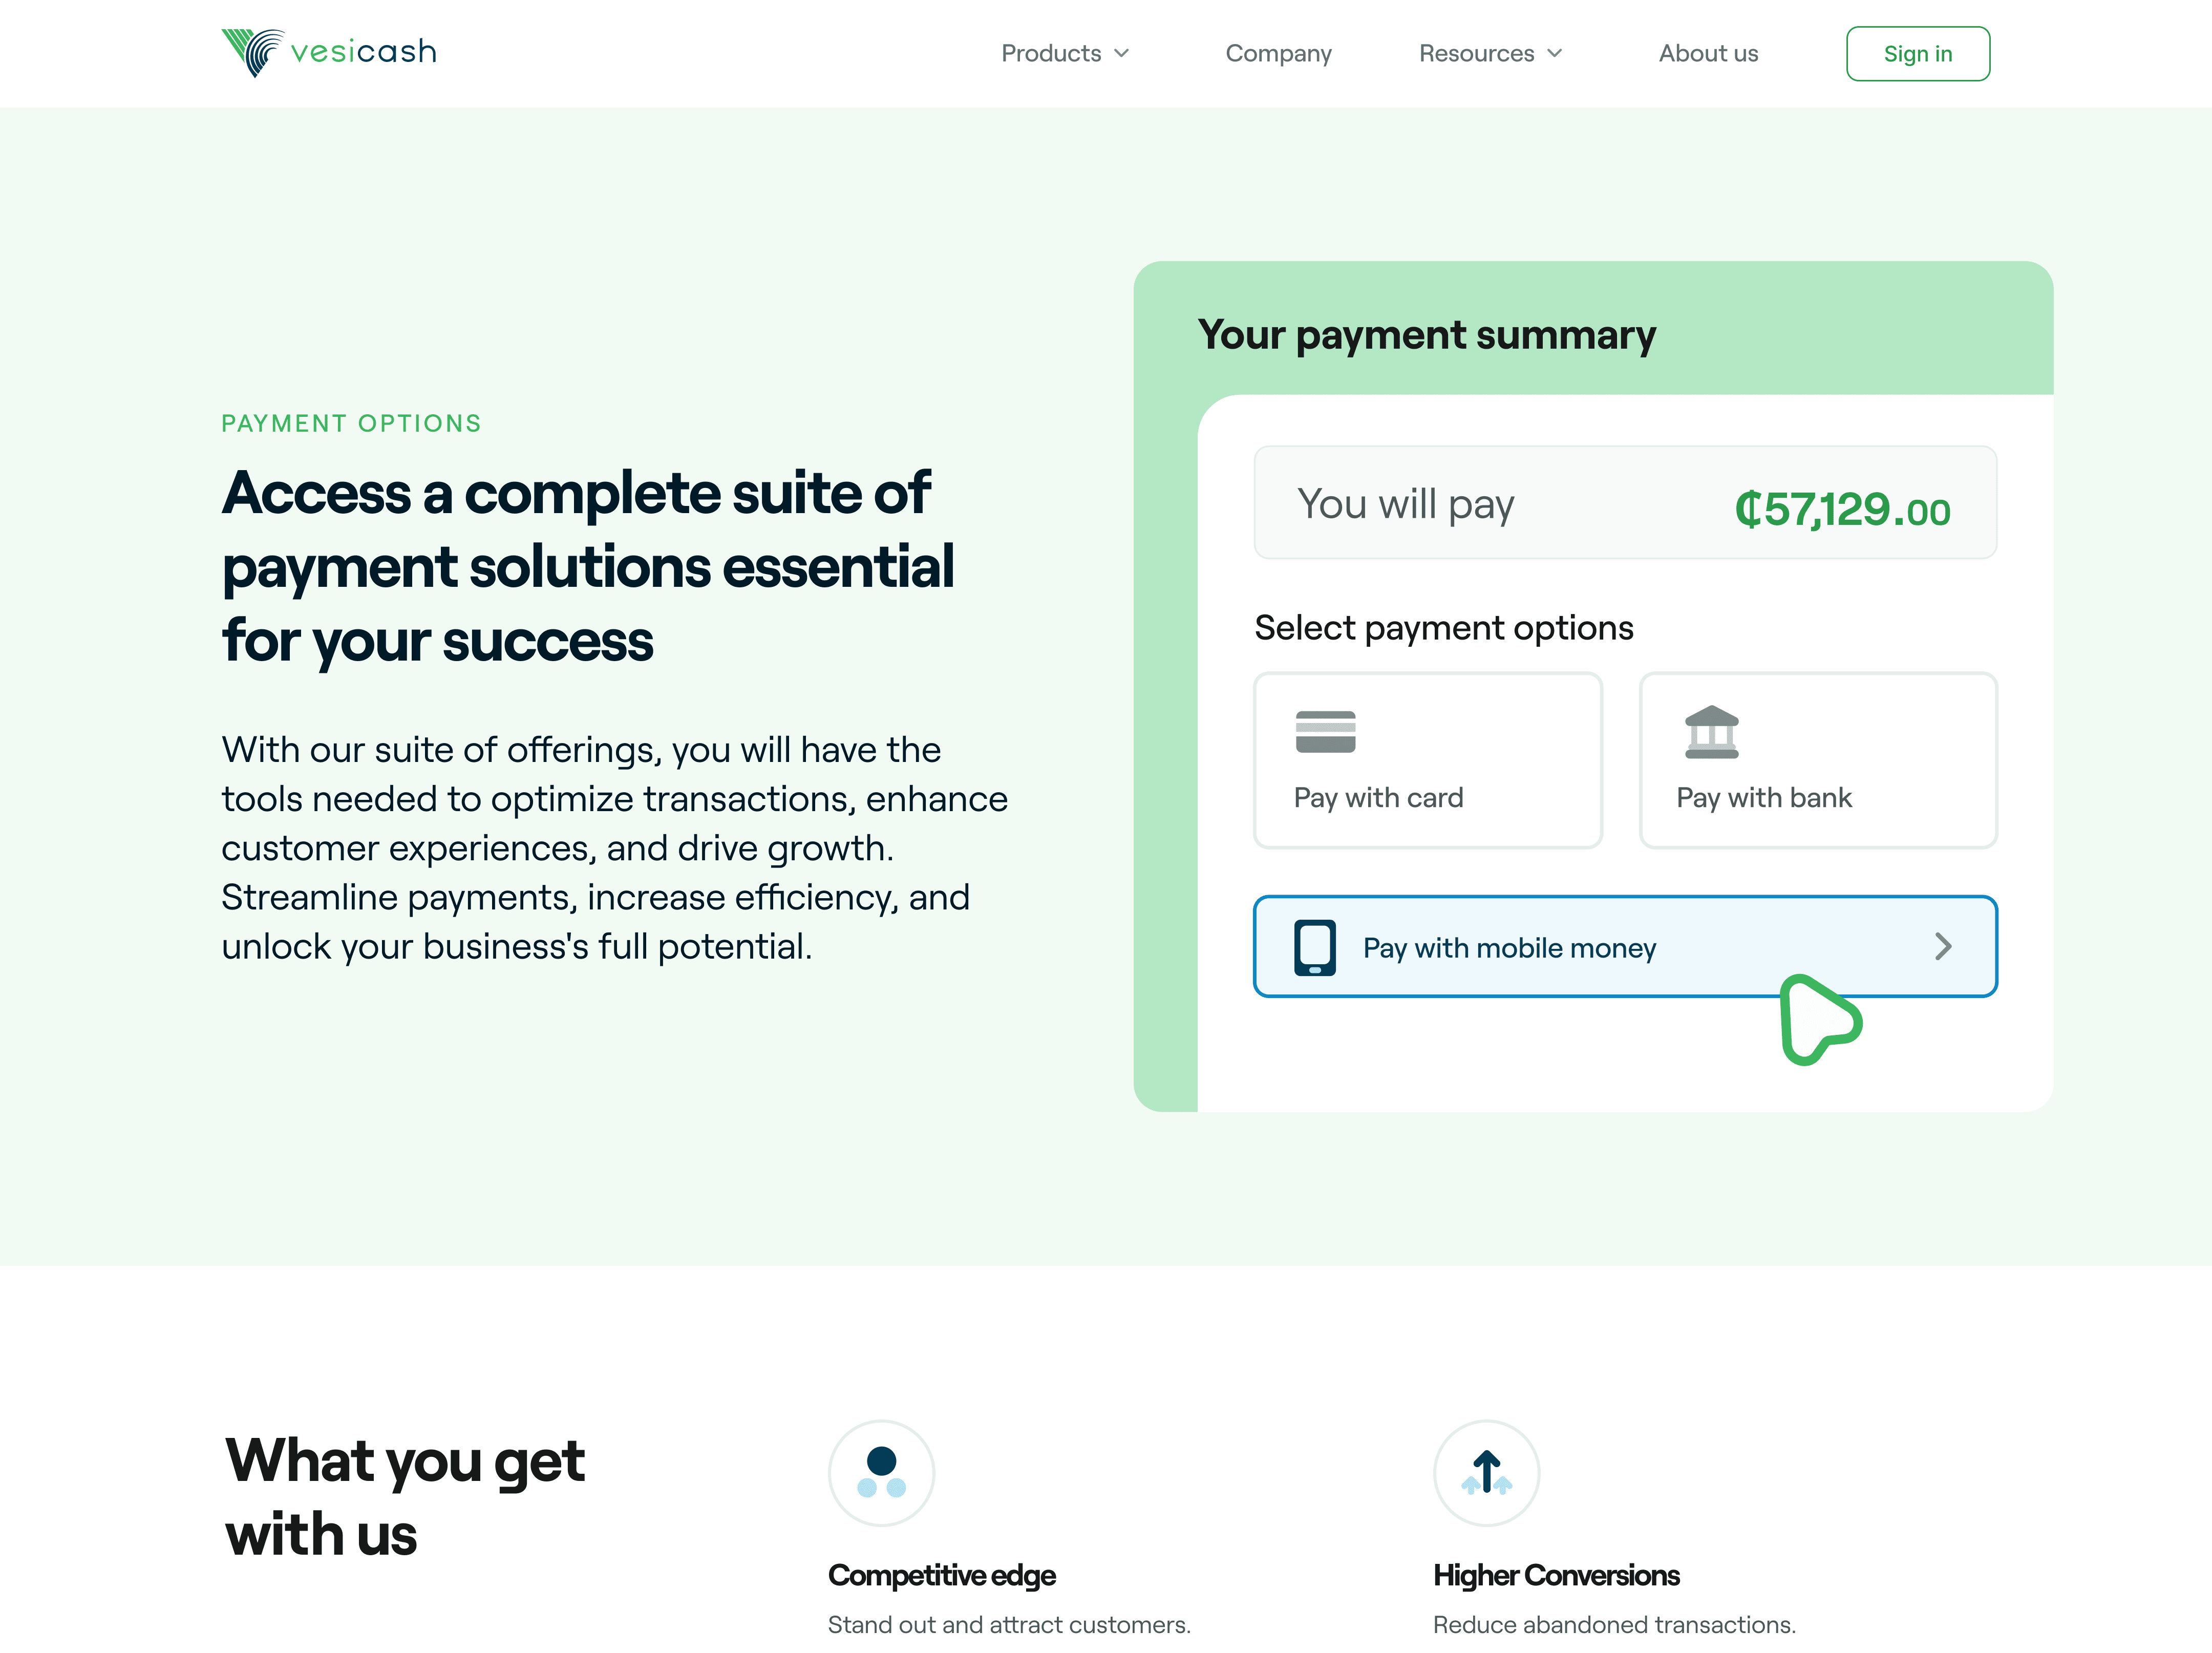 vesicash
Products
Company
Resources
About us
Sign in
PAYMENT OPTIONS
Access a complete suite of
payment solutions essential
for your success
With our suite of offerings, you will have the
tools needed to optimize transactions, enhance
customer experiences, and drive growth.
Streamline payments, increase efficiency, and
unlock your business's full potential.
Your payment summary
You will pay
₵57,129.00
Select payment options
Pay with card
Pay with bank
Pay with mobile money
What you get
with us
Competitive edge
Stand out and attract customers.
Higher Conversions
Reduce abandoned transactions.